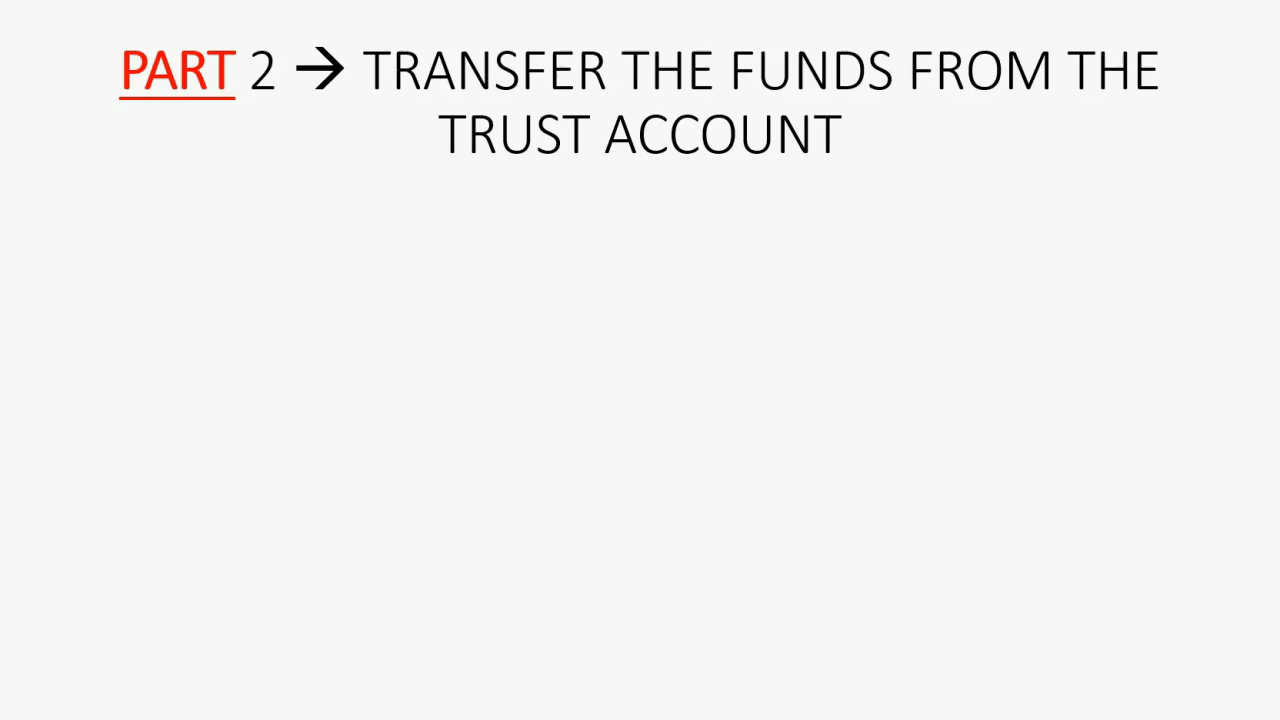 PART 2 → TRANSFER THE FUNDS FROM THE
TRUST ACCOUNT